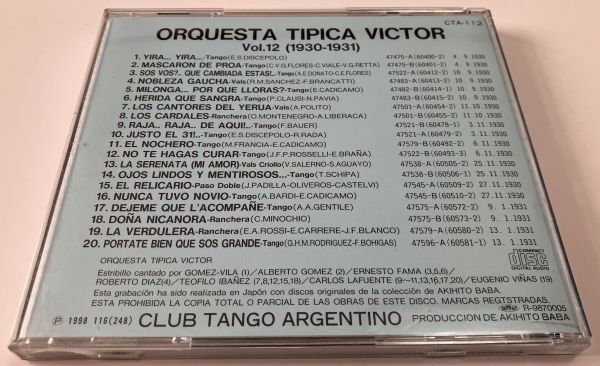 CTA-112
ORQUESTA TIPICA VICTOR
Vol.12 (1930-1931)
1. YIRA... YIRA...-Tango(E.S.DISCEPOLO) 47475-A(60400-2) 4. 9.1930
2. MASCARON DE PROA-Tango(C.V.G.FLORES-C.VIALE-V.G.RETTA) 47475-B(60401-2) 4. 9.1930
3. SOS VOS?.. QUE CAMBIADA ESTAS!..-Tango(A.E.DONATO-C.E.FLORES) 47522-A(60412-2) 10. 9.1930
4. NOBLEZA GAUCHA-Vals(R.M.SANCHEZ-F.BRANCATTI) 47483-A(60413-2) 10. 9.1930
5. MILONGA... POR QUE LLORAS?-Tango(E.CADICAMO) 47482-B(60414-1) 10. 9.1930
6. HERIDA QUE SANGRA-Tango(P.CLAUSI-N.PAVIA) 47483-B(60415-2) 10. 9.1930
7. LOS CANTORES DEL YERUA-Vals(A.POLITO) 47501-A(60454-2) 11.10.1930
8. LOS CARDALES-Ranchera(O.MONTENEGRO-A.LIBERACA) 47501-B(60455-2) 11.10.1930
9. RAJA.. RAJA.. DE AQUI!..-Tango(F.BAUER) 47521-B(60478-1) 3.11.1930
10. JUSTO EL 31!..-Tango(E.S.DISCEPOLO-R.RADA) 47521-A(60479-2) 3.11.1930
11. EL NOCHERO-Tango(M.FRANCIA-E.CADICAMO) 47579-B(60492-2) 6.11.1930
12. NO TE HAGAS CURAR-Tango(J.F.P.ROSSELLI-E.BRAÑA) 47522-B(60493-3) 6.11.1930
13. LA SERENATA (MI AMOR)-Vals Criollo(V.SALERNO-S.AGUAYO) 47538-A(60505-2) 25.11.1930
14. OJOS LINDOS Y MENTIROSOS...-Tango(T.SCHIPA) 47538-B(60506-1) 25.11.1930
15. EL RELICARIO-Paso Doble(J.PADILLA-OLIVEROS-CASTELVI) 47545-A(60509-2) 27.11.1930
16. NUNCA TUVO NOVIO-Tango(A.BARDI-E.CADICAMO) 47545-B(60510-2) 27.11.1930
17. DEJEME QUE L'ACOMPAÑE-Tango(A.A.GENTILE) 47575-A(60572-2) 9. 1.1931
18. DOÑA NICANORA-Ranchera(C.MINOCHIO) 47575-B(60573-2) 9. 1.1931
19. LA VERDULERA-Ranchera(E.A.ROSSI-E.CARRERE-J.F.BLANCO) 47579-A(60580-2) 13. 1.1931
20. PORTATE BIEN QUE SOS GRANDE-Tango(G.H.M.RODRIGUEZ-F.BOHIGAS) 47596-A(60581-1) 13. 1.1931
ORQUESTA TIPICA VICTOR
Estribillo cantado por GOMEZ-VILA(1)/ALBERTO GOMEZ(2)/ERNESTO FAMA(3,5,6)/
ROBERTO DIAZ(4)/TEOFILO IBAÑEZ(7,8,12,15,18)/CARLOS LAFUENTE(9~11,13,16,17,20)/EUGENIO VIÑAS(19)
Esta grabación ha sido realizada en Japón con discos originales de la colección de AKIHITO BABA.
ESTA PROHIBIDA LA COPIA TOTAL O PARCIAL DE LAS OBRAS DE ESTE DISCO. MARCAS REGTSTRADAS.
COMPACT
disc
DIGITAL AUDIO
R-9870005
Ⓟ 1998 116(248) CLUB TANGO ARGENTINO PRODUCCION DE AKIHITO BABA